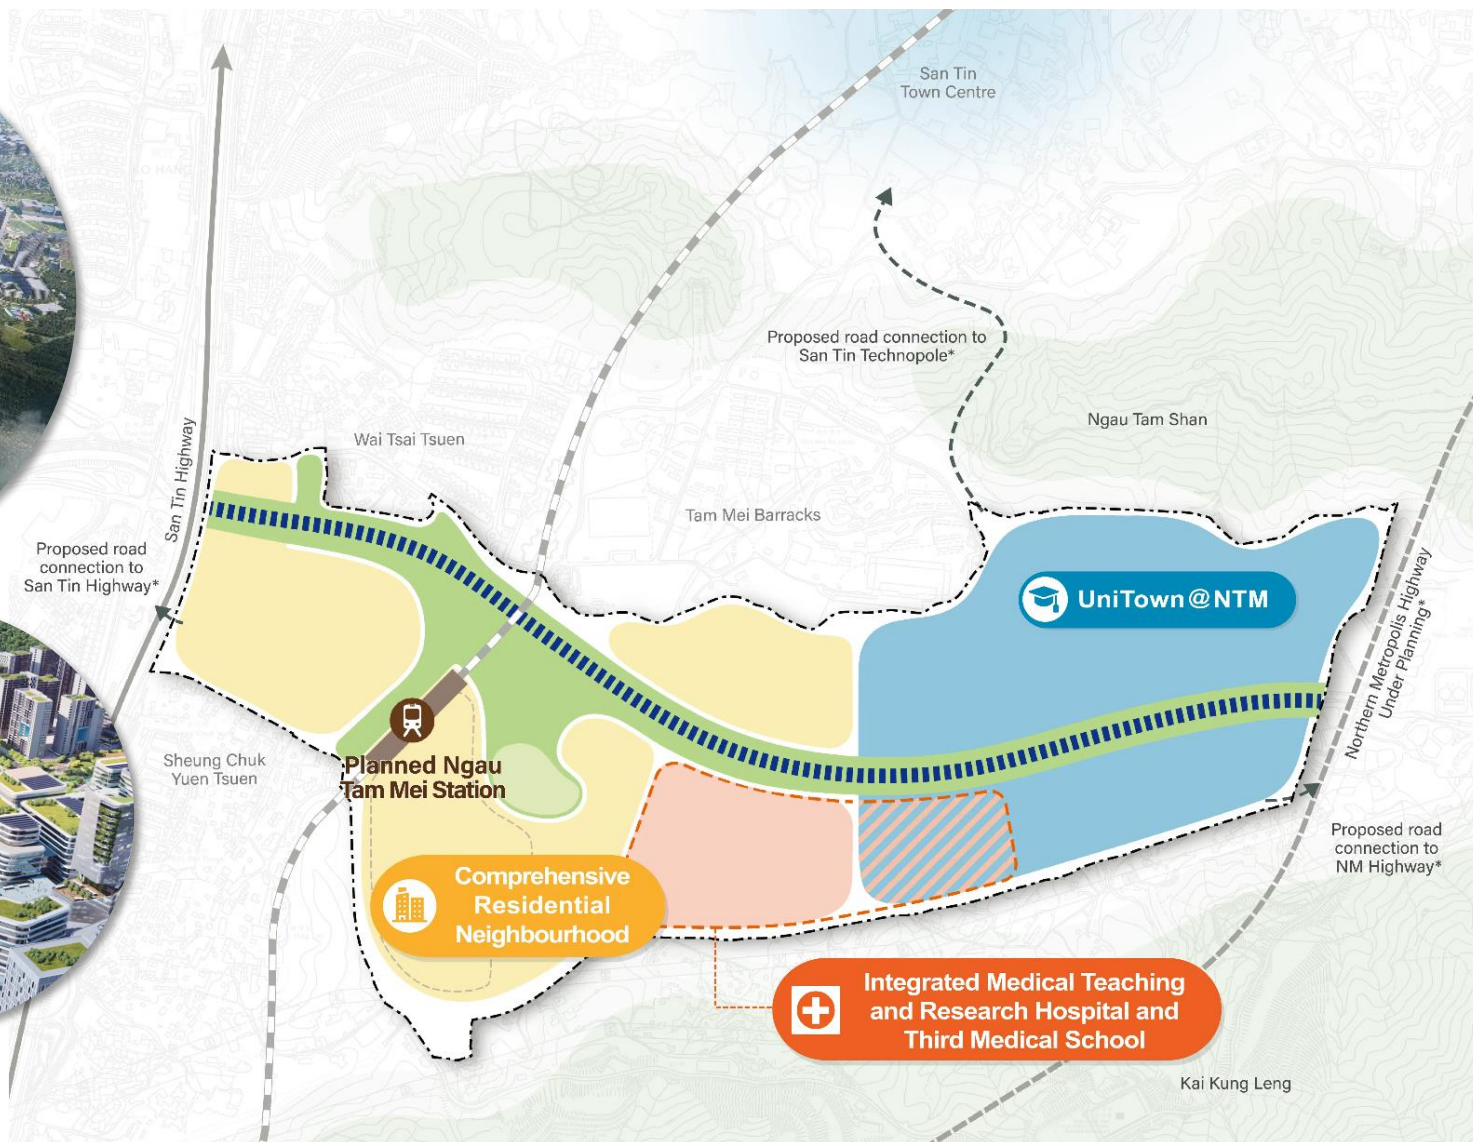 San Tin
Town Centre
Proposed road connection to
San Tin Technopole*
Ngau Tam Shan
Wai Tsai Tsuen
San Tin Highway
Tam Mei Barracks
Proposed road
connection to
San Tin Highway*
UniTown@NTM
Northern Metropolis Highway
Under Planning*
Sheung Chuk
Yuen Tsuen
Planned Ngau
Tam Mei Station
Proposed road
connection to
NM Highway*
Comprehensive
Residential
Neighbourhood
Integrated Medical Teaching
and Research Hospital and
Third Medical School
Kai Kung Leng